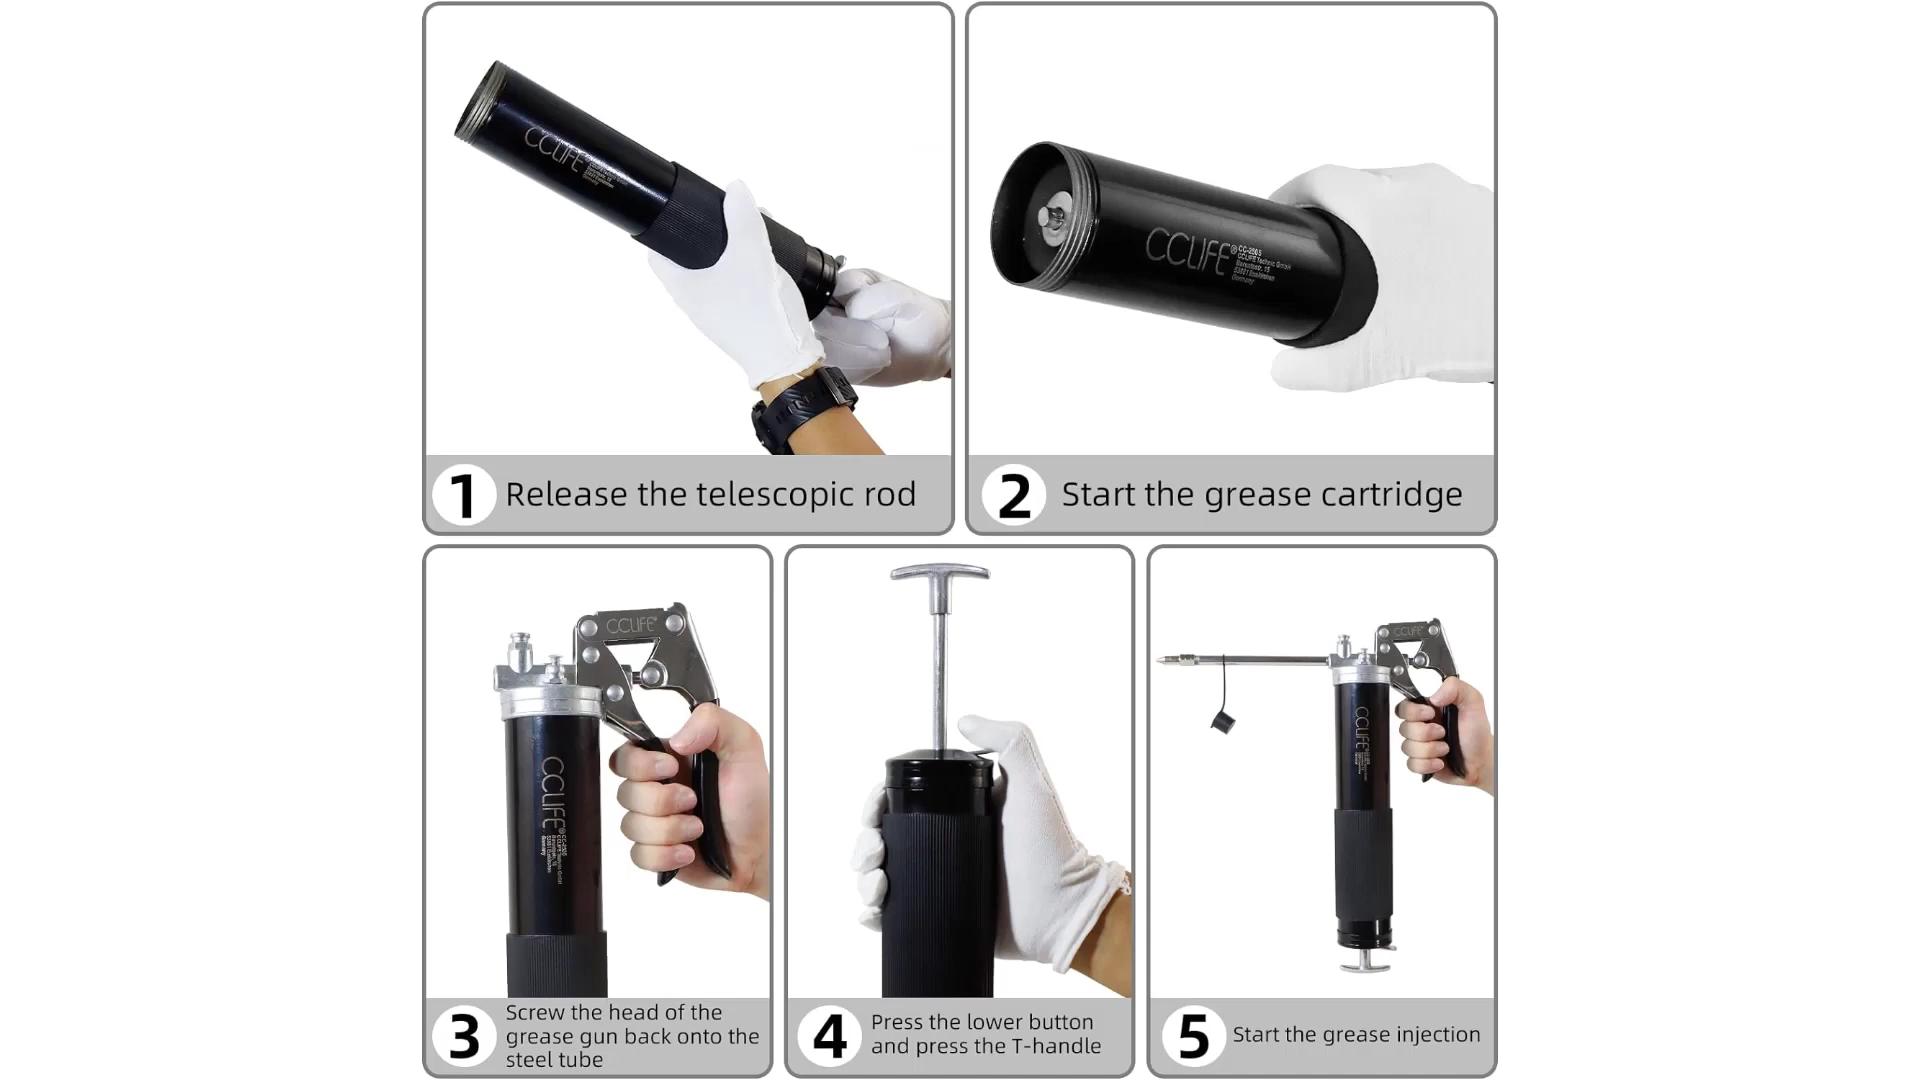 CCLIFE
1 Release the telescopic rod
CCLIFE®
CC-2505
CCLIFE Technic GmbH
Germany
2 Start the grease cartridge
CCLIFE
CCLIFE
3 Screw the head of the
grease gun back onto the
steel tube
4 Press the lower button
and press the T-handle
CCLIFE
CCLIFE
5 Start the grease injection